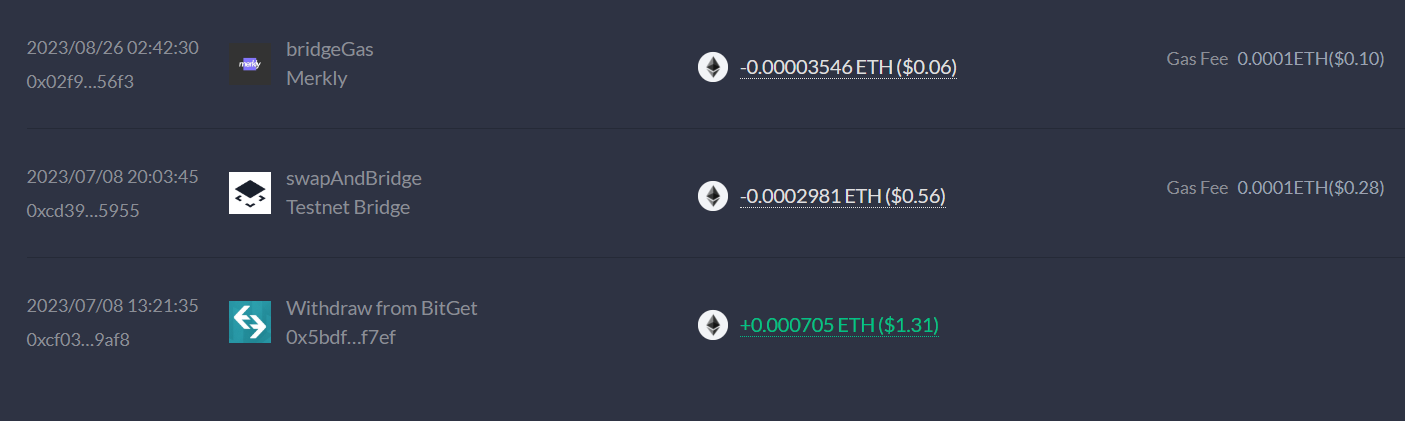 2023/08/26 02:42:30
0x02f9...56f3
merkly
bridgeGas
Merkly
-0.00003546 ETH ($0.06)
Gas Fee 0.0001ETH($0.10)
2023/07/08 20:03:45
0xcd39...5955
swapAndBridge
Testnet Bridge
-0.0002981 ETH ($0.56)
Gas Fee 0.0001ETH($0.28)
2023/07/08 13:21:35
0xcf03...9af8
Withdraw from BitGet
0x5bdf...f7ef
+0.000705 ETH ($1.31)